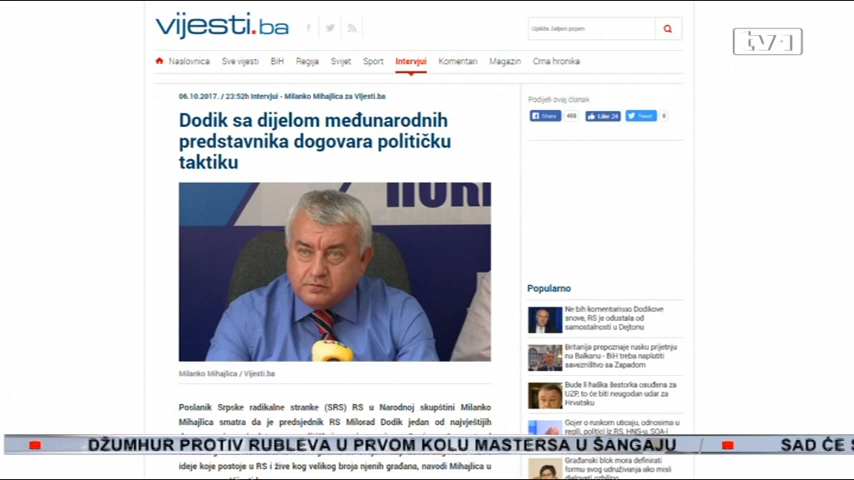 vijesti.ba
Upišite željeni pojam
tv1
Naslovnica Sve vijesti BiH Regija Svijet Sport Intervjui Komentari Magazin Crna hronika
06.10.2017. / 23:52h Intervjui - Milanko Mihajlica za Vijesti.ba
Dodik sa dijelom međunarodnih
predstavnika dogovara političku
taktiku
Milanko Mihajlica / Vijesti.ba
Poslanik Srpske radikalne stranke (SRS) RS u Narodnoj skupštini Milanko
Mihajlica smatra da je predsjednik RS Milorad Dodik jedan od najvještijih
ideje koje postoje u RS i žive kog velikog broja njenih građana, navodi Mihajlica u
Podijeli ovaj članak
Share 498 Like 24 Tweet 8
Popularno
Ne bih komentarisao Dodikove
snove, RS je odustala od
samostalnosti u Dejtonu
Britanija prepoznaje rusku prijetnju
na Balkanu - BiH treba naplatiti
savezništvo sa Zapadom
Bude li haška šestorka osuđena za
UZP, to će biti neugodan udar za
Hrvatsku
Gojer o ruskom uticaju, odnosima u
regiji, politici iz RS, HNS-u, SOA-i
Građanski blok mora definirati
formu svog udruživanja ako misli
DŽUMHUR PROTIV RUBLEVA U PRVOM KOLU MASTERSA U ŠANGAJU SAD ĆE S